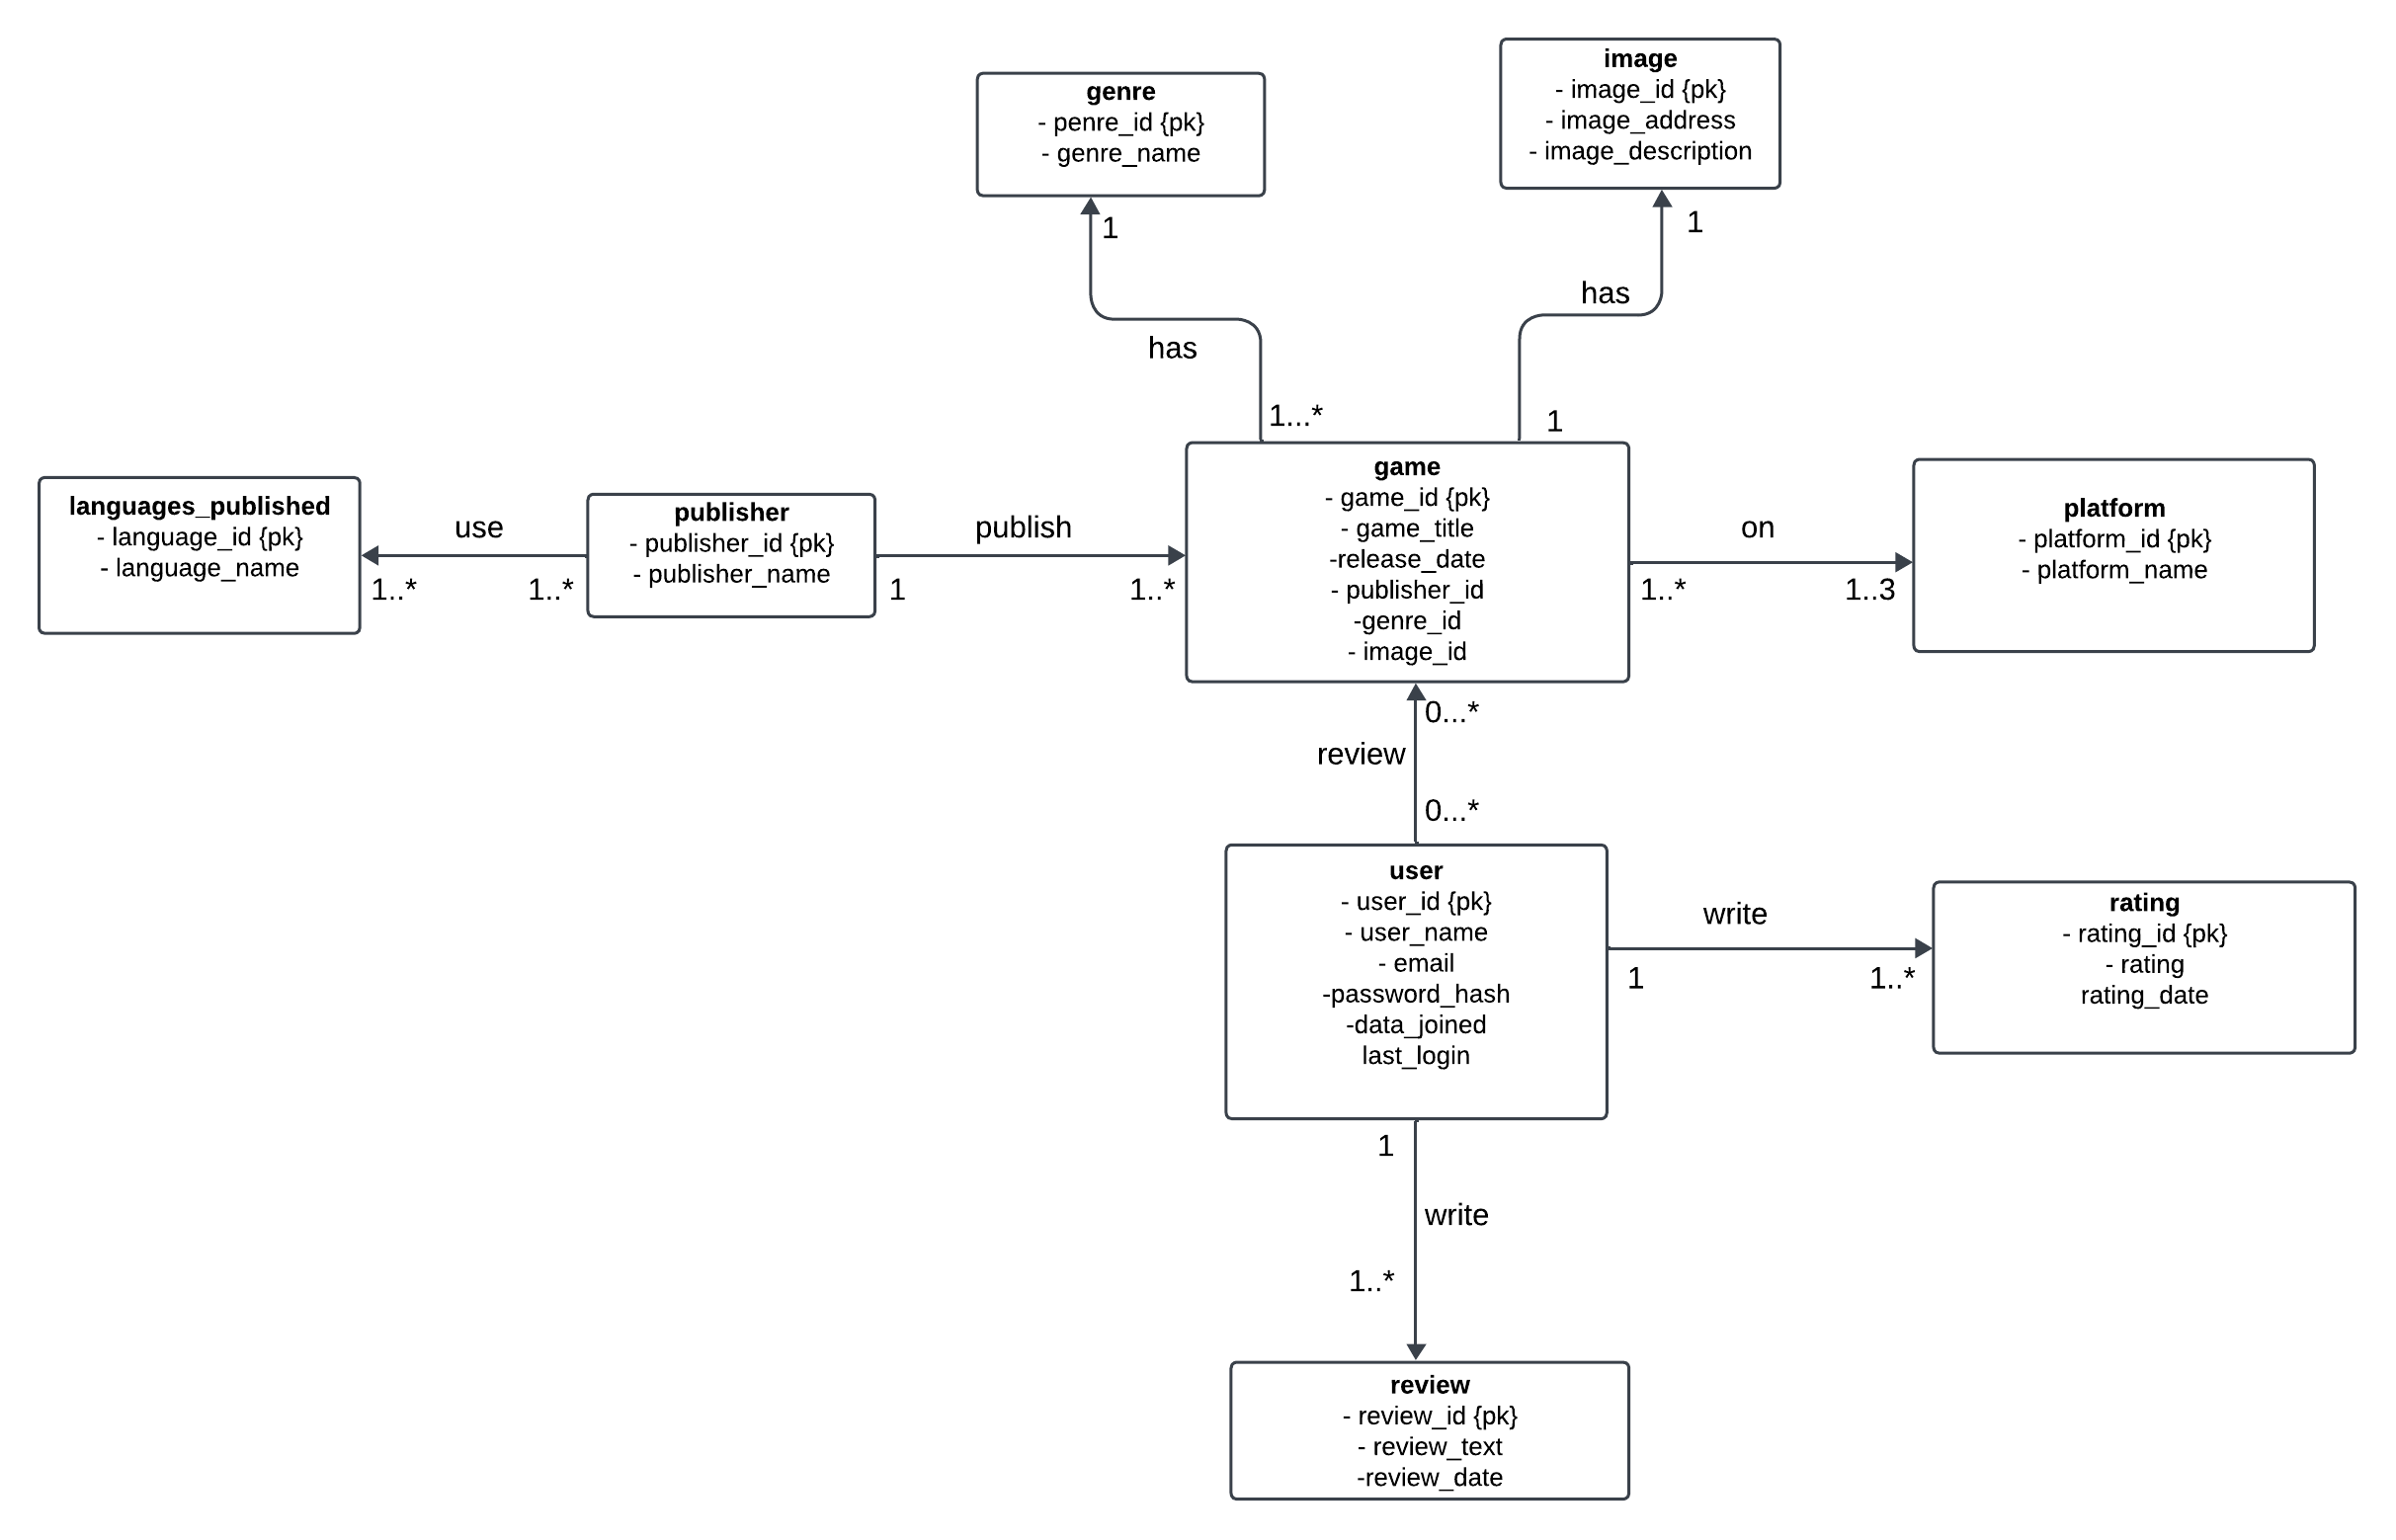 genre
- penre_id {pk}
- genre_name
image
- image_id {pk}
- image_address
- image_description
1
1
has
has
1...*
1
languages_published
- language_id {pk}
- language_name
use
1..*
1..*
publisher
- publisher_id {pk}
- publisher_name
publish
1
1..*
game
- game_id {pk}
- game_title
-release_date
- publisher_id
-genre_id
- image_id
on
1..*
1..3
platform
- platform_id {pk}
- platform_name
0...*
review
0...*
user
- user_id {pk}
- user_name
- email
-password_hash
-data_joined
last_login
write
1
1..*
rating
- rating_id {pk}
- rating
rating_date
1
write
1..*
review
- review_id {pk}
- review_text
-review_date